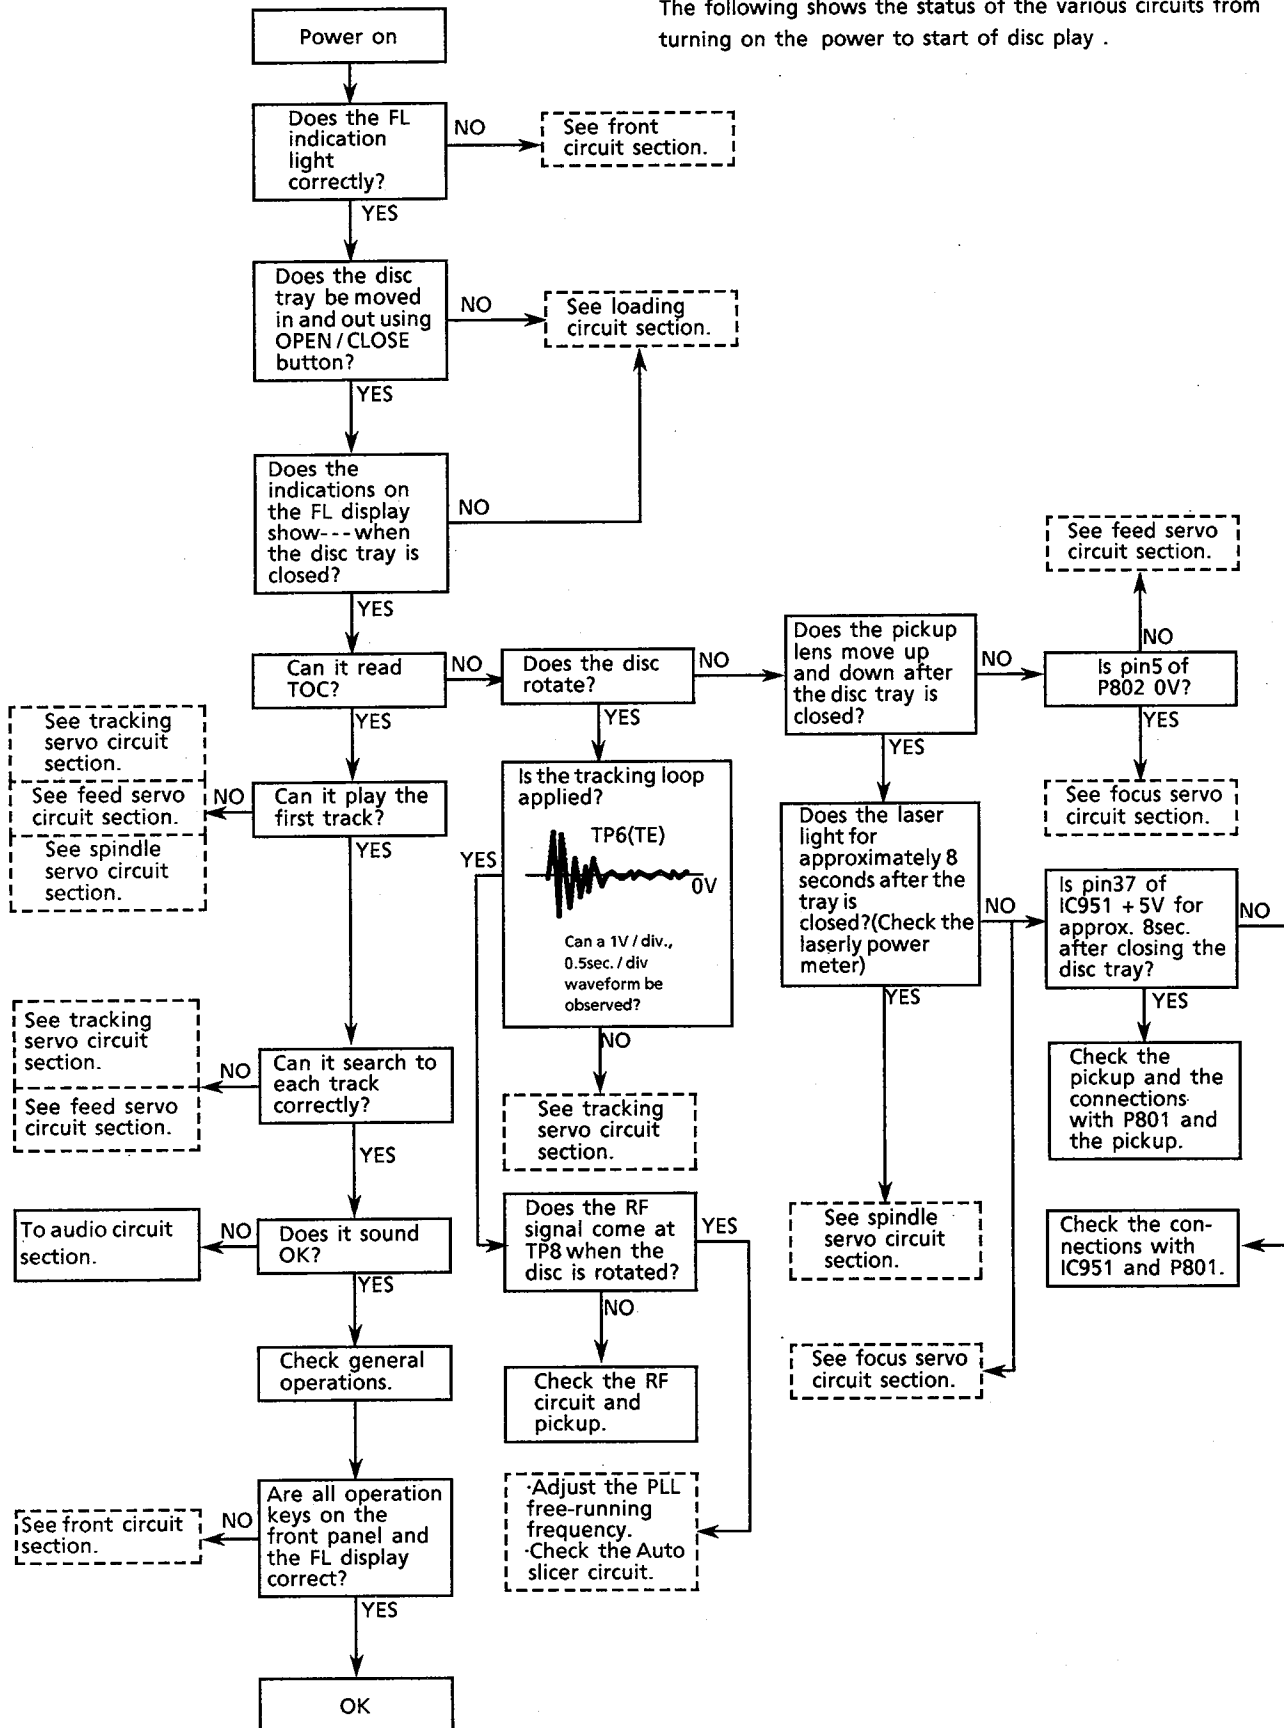 The following shows the status of the various circuits from
turning on the power to start of disc play .
Power on
Does the FL
indication
light
correctly?
NO
See front
circuit section.
YES
Does the disc
tray be moved
in and out using
OPEN / CLOSE
button?
NO
See loading
circuit section.
YES
Does the
indications on
the FL display
show---when
the disc tray is
closed?
NO
YES
Can it read
TOC?
NO
Does the disc
rotate?
NO
Does the pickup
lens move up
and down after
the disc tray is
closed?
NO
Is pin5 of
P802 0V?
NO
See feed servo
circuit section.
YES
See focus servo
circuit section.
YES
See tracking
servo circuit
section.
See feed servo
circuit section.
See spindle
servo circuit
section.
NO
Can it play the
first track?
YES
YES
Is the tracking loop
applied?
TP6(TE)
0V
Can a 1V / div.,
0.5sec. / div
waveform be
observed?
YES
NO
See tracking
servo circuit
section.
YES
Does the laser
light for
approximately 8
seconds after the
tray is
closed?(Check the
laserly power
meter)
NO
Is pin37 of
IC951 +5V for
approx. 8sec.
after closing the
disc tray?
NO
YES
Check the
pickup and the
connections
with P801 and
the pickup.
YES
See spindle
servo circuit
section.
Check the con-
nections with
IC951 and P801.
See focus servo
circuit section.
See tracking
servo circuit
section.
See feed servo
circuit section.
NO
Can it search to
each track
correctly?
YES
Does the RF
signal come at
TP8 when the
disc is rotated?
YES
NO
Check the RF
circuit and
pickup.
·Adjust the PLL
free-running
frequency.
·Check the Auto
slicer circuit.
To audio circuit
section.
NO
Does it sound
OK?
YES
Check general
operations.
See front circuit
section.
NO
Are all operation
keys on the
front panel and
the FL display
correct?
YES
OK